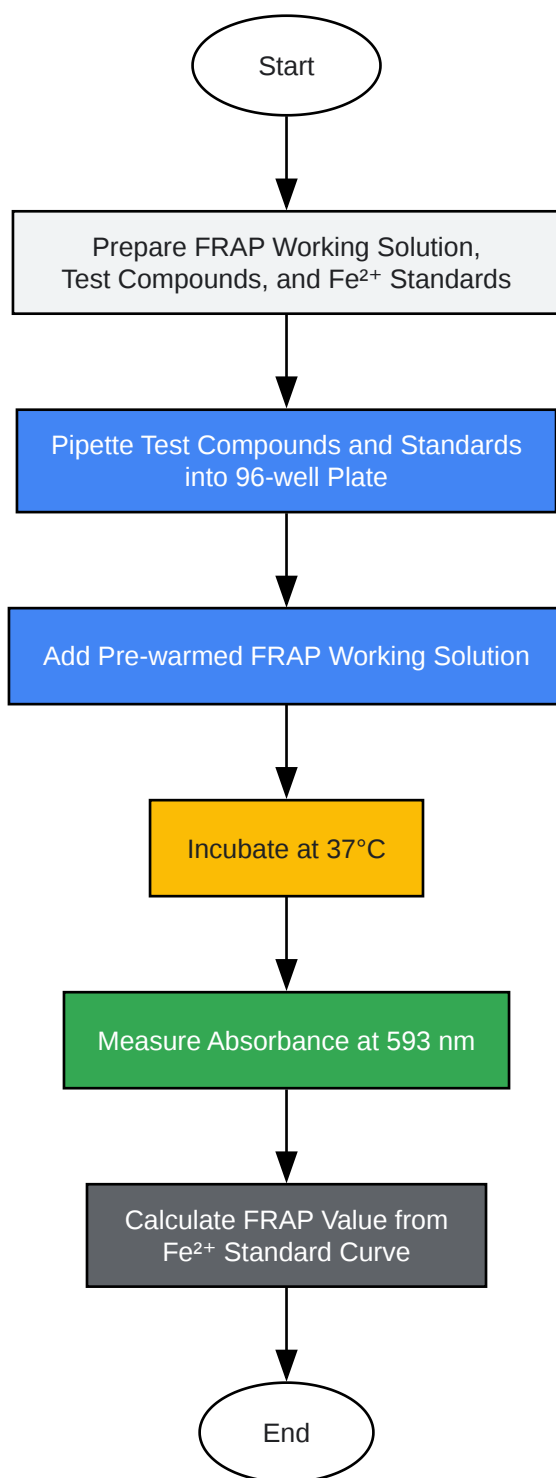 Start
Prepare FRAP Working Solution,
Test Compounds, and Fe²⁺ Standards
Pipette Test Compounds and Standards
into 96-well Plate
Add Pre-warmed FRAP Working Solution
Incubate at 37°C
Measure Absorbance at 593 nm
Calculate FRAP Value from
Fe²⁺ Standard Curve
End